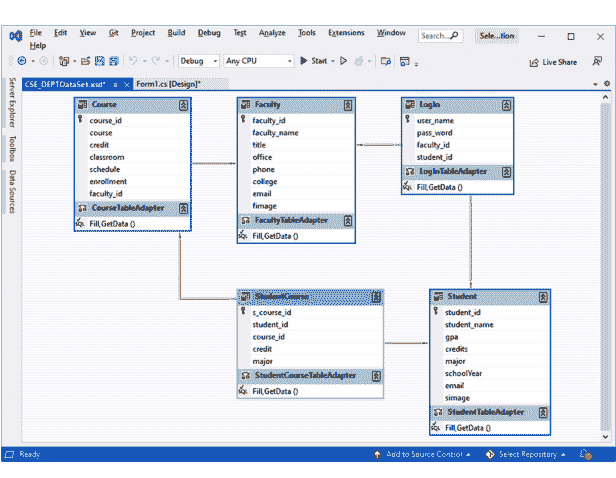 File Edit View Git Project Build Debug Test Analyze Tools Extensions Window Search... Sele...tion
Help
Debug Any CPU Start Live Share
CSE_DEPTDataSet.xsd* Form1.cs [Design]*
Server Explorer
Toolbox
Data Sources
Course
course_id
course
credit
classroom
schedule
enrollment
faculty_id
CourseTableAdapter
Fill,GetData ()
Faculty
faculty_id
faculty_name
title
office
phone
college
email
fimage
FacultyTableAdapter
Fill,GetData ()
LogIn
user_name
pass_word
faculty_id
student_id
LogInTableAdapter
Fill,GetData ()
StudentCourse
s_course_id
student_id
course_id
credit
major
StudentCourseTableAdapter
Fill,GetData ()
Student
student_id
student_name
gpa
credits
major
schoolYear
email
simage
StudentTableAdapter
Fill,GetData ()
Ready Add to Source Control Select Repository